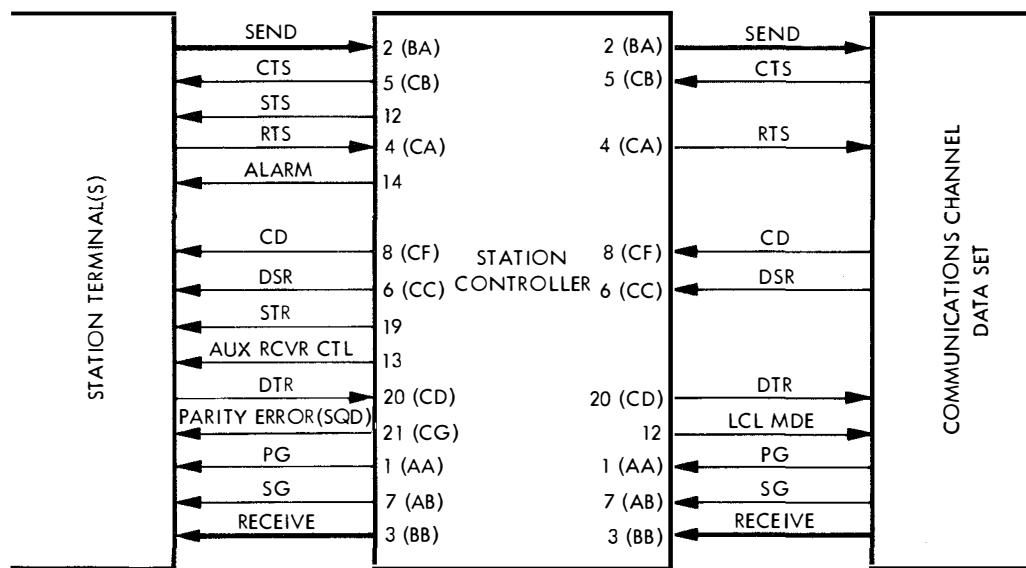 STATION TERMINAL(S)
SEND
CTS
STS
RTS
ALARM
CD
DSR
STR
AUX RCVR CTL
DTR
PARITY ERROR(SQD)
PG
SG
RECEIVE
2 (BA)
5 (CB)
12
4 (CA)
14
8 (CF)
6 (CC)
19
13
20 (CD)
21 (CG)
1 (AA)
7 (AB)
3 (BB)
STATION
CONTROLLER
2 (BA)
5 (CB)
4 (CA)
8 (CF)
6 (CC)
20 (CD)
12
1 (AA)
7 (AB)
3 (BB)
SEND
CTS
RTS
CD
DSR
DTR
LCL MDE
PG
SG
RECEIVE
COMMUNICATIONS CHANNEL
DATA SET